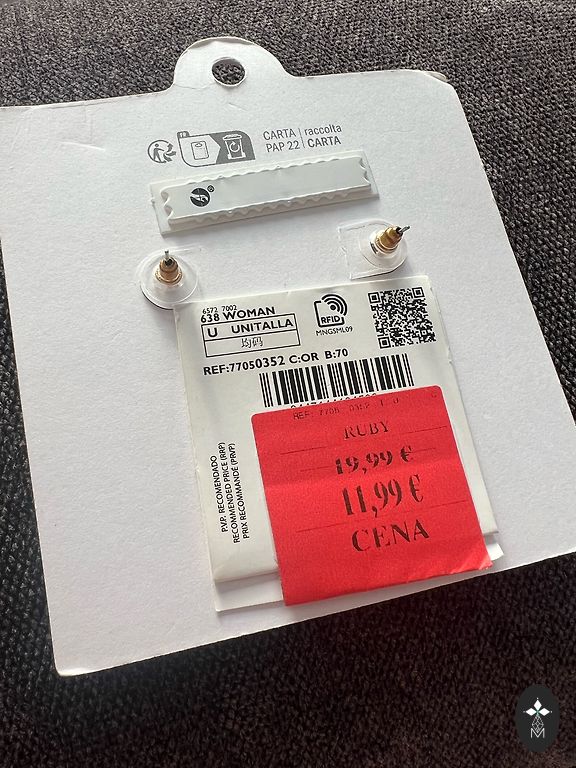 CARTA | raccolta
PAP 22 | CARTA
6572 7002
638 WOMAN
U UNITALLA
均码
RFID
MNGSML09
REF:77050352 C:OR B:70
P.V.P. RECOMENDADO
RECOMMENDED PRICE (RRP)
PRIX RECOMMANDÉ (PRVP)
RUBY
19,99 €
11,99 €
CENA
M